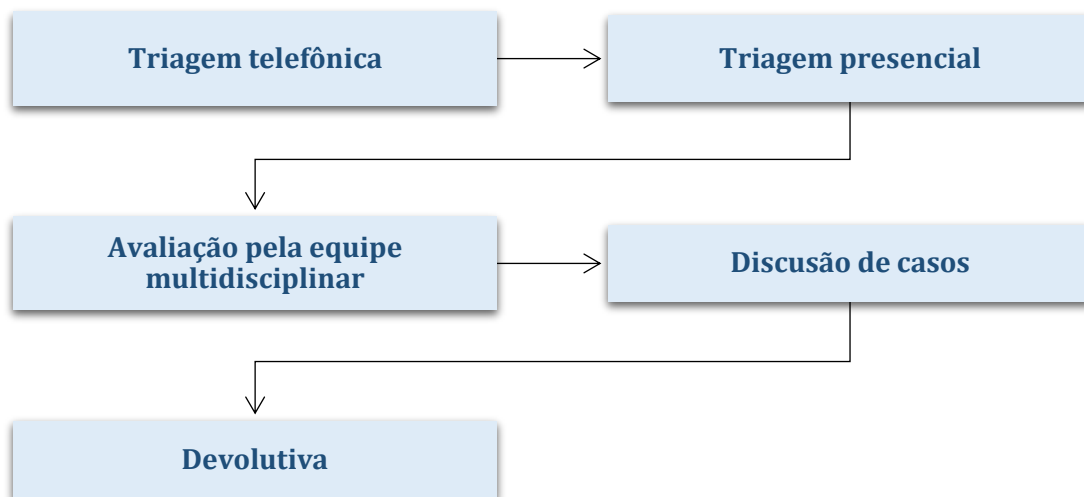 Triagem telefônica
Triagem presencial
Avaliação pela equipe
multidisciplinar
Discusão de casos
Devolutiva